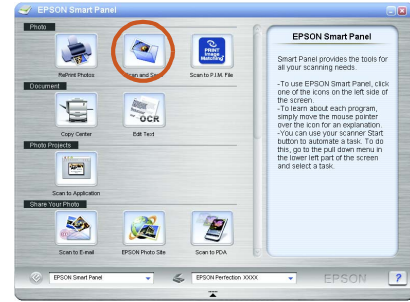 EPSON Smart Panel
Photo
PRINT
Image
Matching
RePrint Photos
Scan and Save
Scan to P.I.M. File
Document
OCR
Copy Center
Edit Text
Photo Projects
Scan to Application
Share Your Photo
Scan to E-mail
EPSON Photo Site
Scan to PDA
EPSON Smart Panel
Smart Panel provides the tools for
all your scanning needs.
-To use EPSON Smart Panel, click
one of the icons on the left side of
the screen.
-To learn about each program,
simply move the mouse pointer
over the icon for an explanation.
-You can use your scanner Start
button to automate a task. To do
this, go to the pull down menu in
the lower left part of the screen
and select a task.
EPSON Smart Panel
EPSON Perfection XXXX
EPSON
?